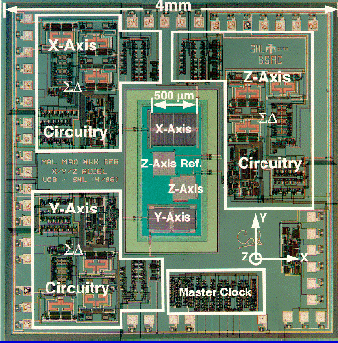 4mm
X-Axis
ΣΔ
Circuitry
Z-Axis
ΣΔ
Circuitry
500 μm
X-Axis
Z-Axis Ref.
Z-Axis
Y-Axis
Y-Axis
ΣΔ
Circuitry
Y
Z
X
Master Clock